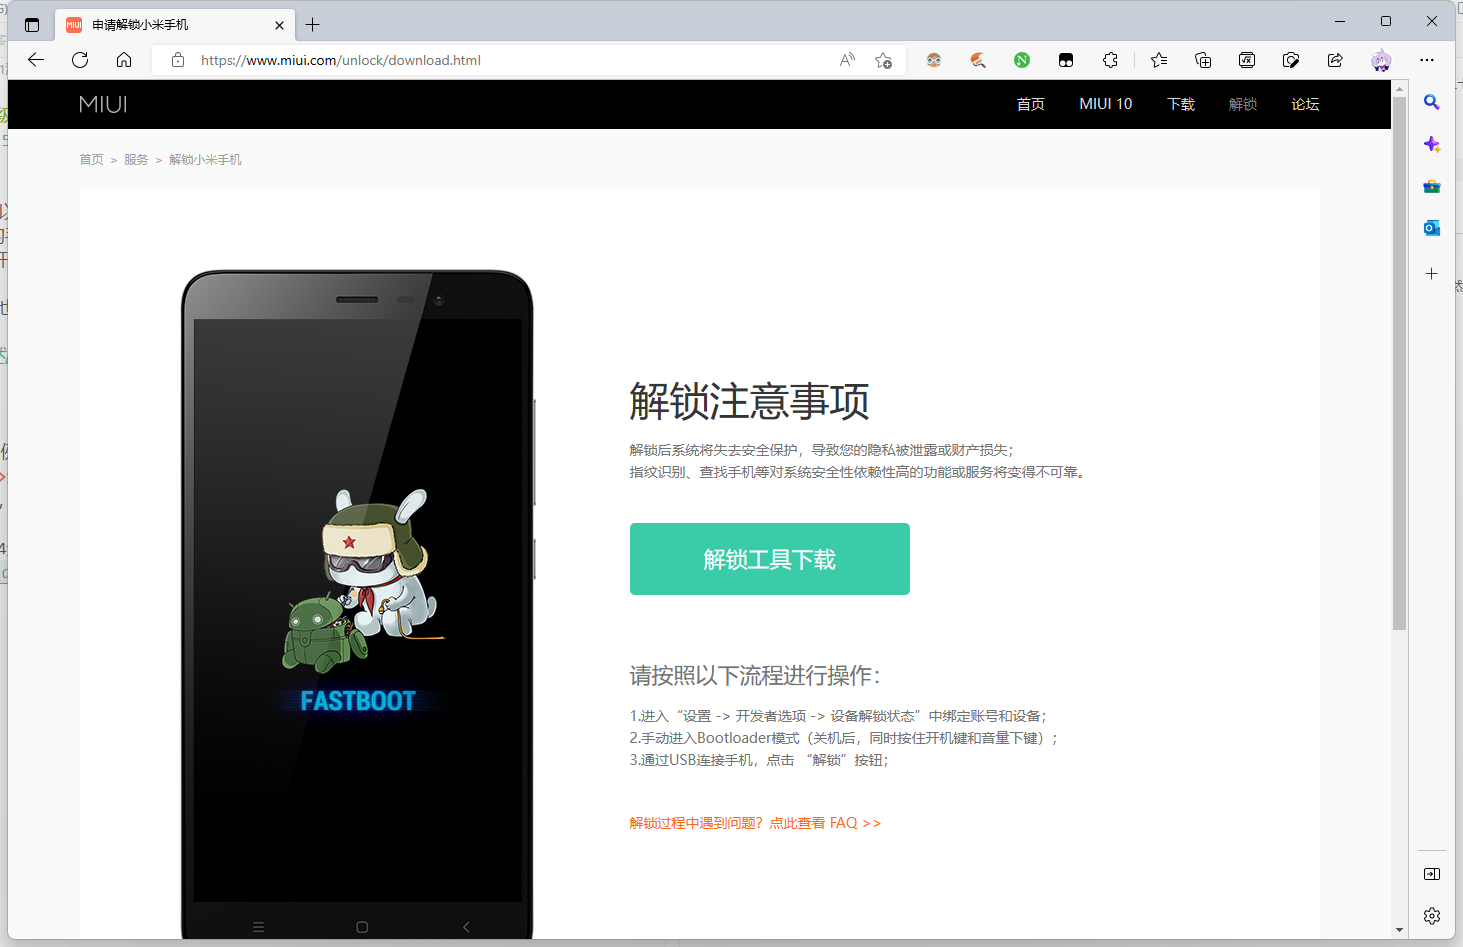 申请解锁小米手机
https://www.miui.com/unlock/download.html
MIUI
首页 MIUI 10 下载 解锁 论坛
首页 > 服务 > 解锁小米手机
FASTBOOT
解锁注意事项
解锁后系统将失去安全保护，导致您的隐私被泄露或财产损失；
指纹识别、查找手机等对系统安全性依赖性高的功能或服务将变得不可靠。
解锁工具下载
请按照以下流程进行操作：
1.进入“设置 -> 开发者选项 -> 设备解锁状态”中绑定账号和设备；
2.手动进入Bootloader模式（关机后，同时按住开机键和音量下键）；
3.通过USB连接手机，点击 “解锁”按钮；
解锁过程中遇到问题？点此查看 FAQ >>